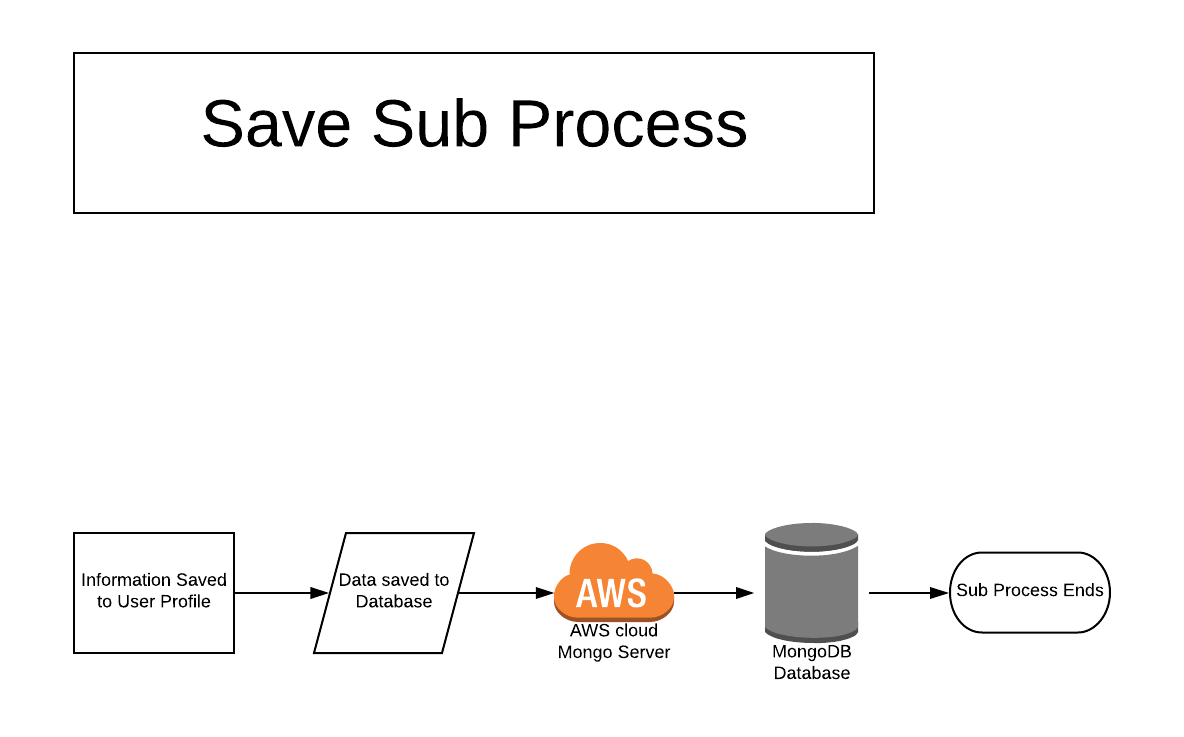 Save Sub Process
Information Saved
to User Profile
Data saved to
Database
AWS
AWS cloud
Mongo Server
MongoDB
Database
Sub Process Ends